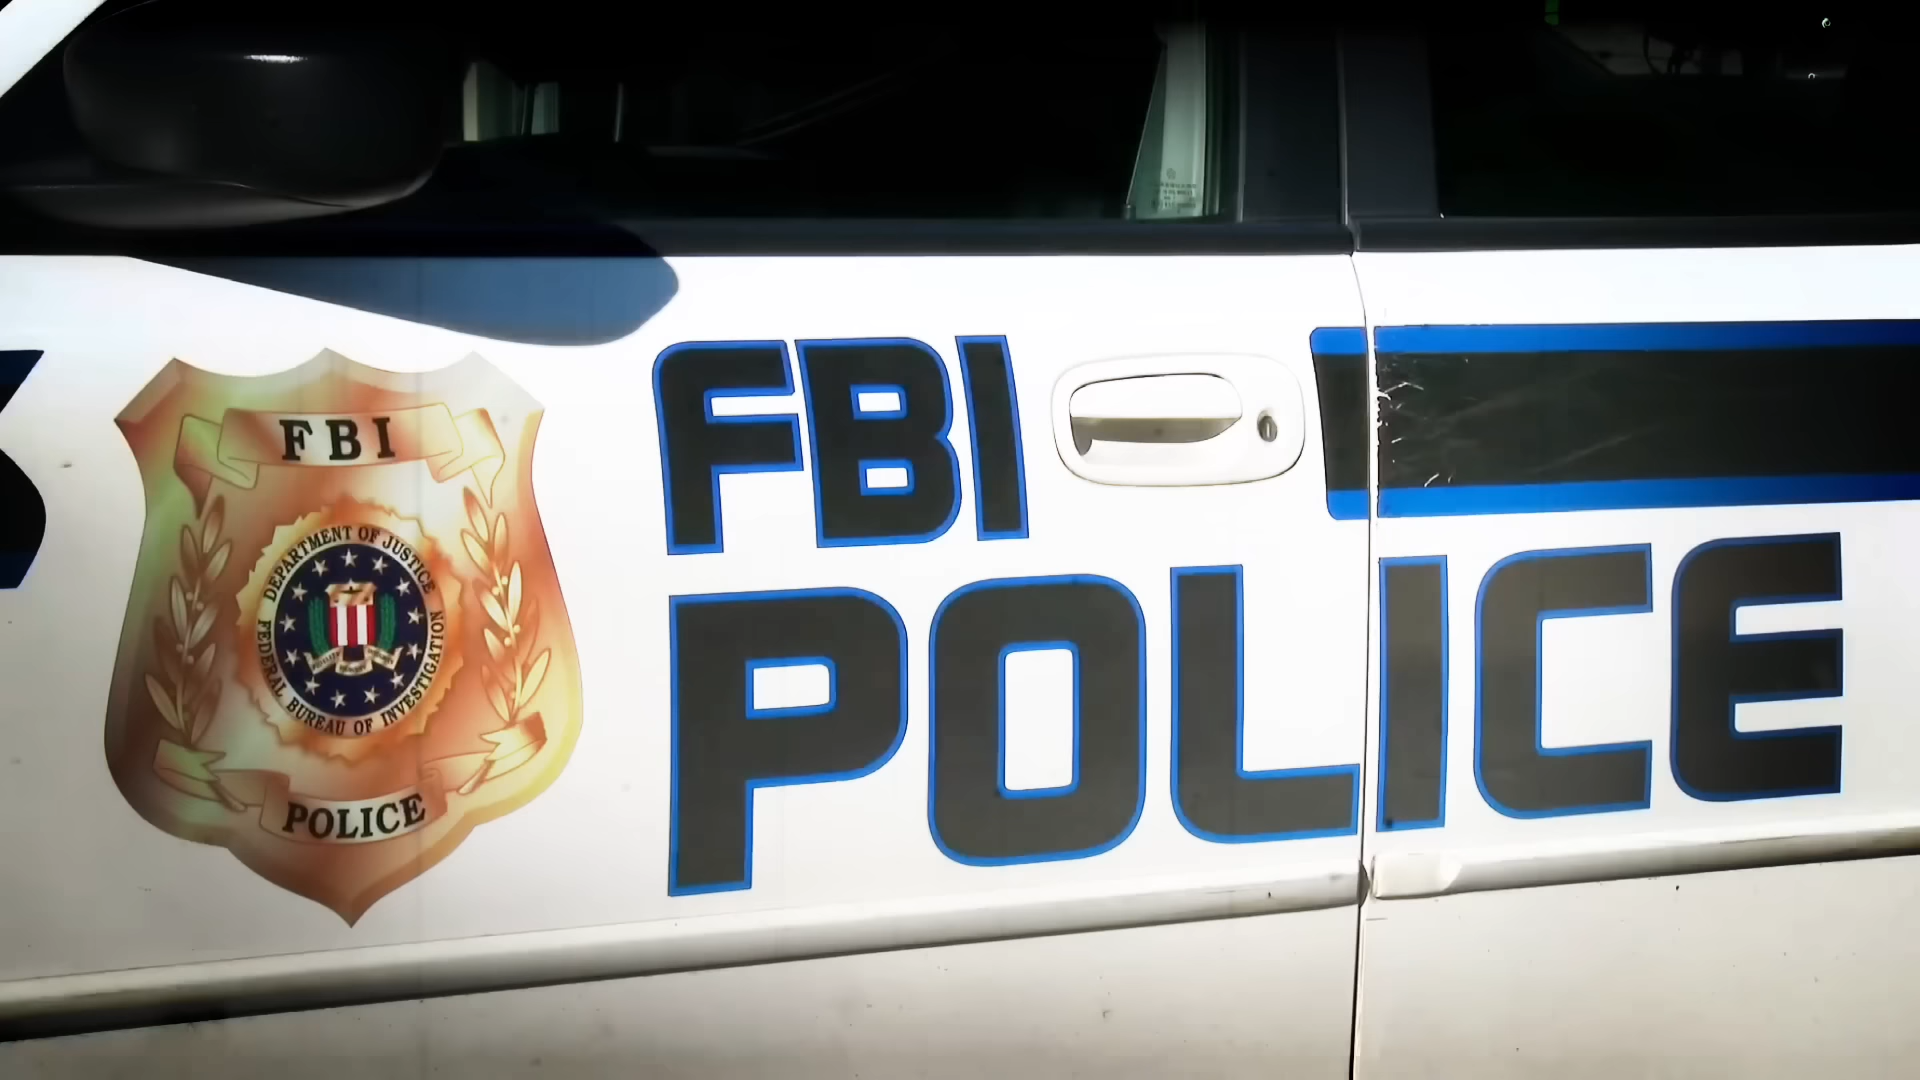 FBI
DEPARTMENT OF JUSTICE
FEDERAL BUREAU OF INVESTIGATION
POLICE
FBI
POLICE